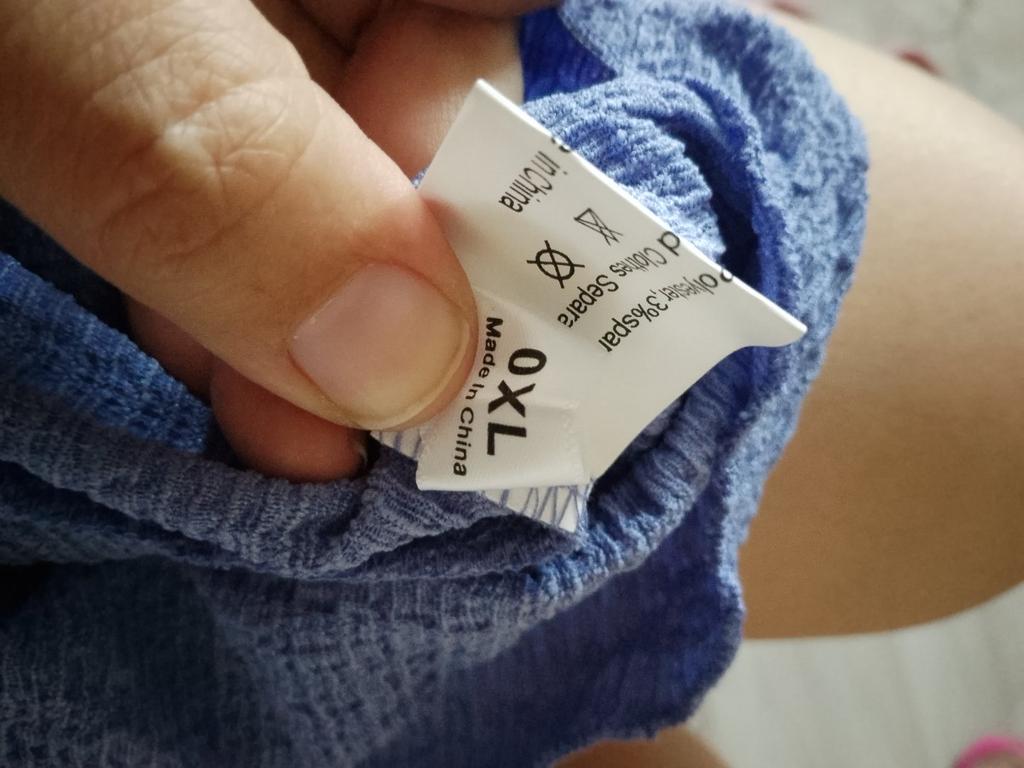 0XL
Made In China
olyester,3%spar
d Clothes Separa
in China